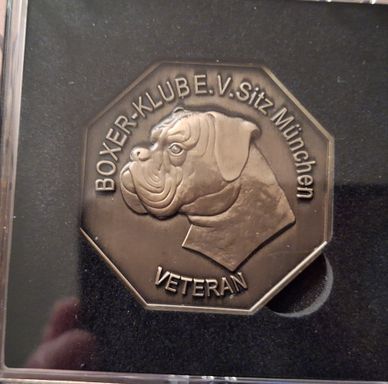 BOXER-KLUB E.V. Sitz München
VETERAN